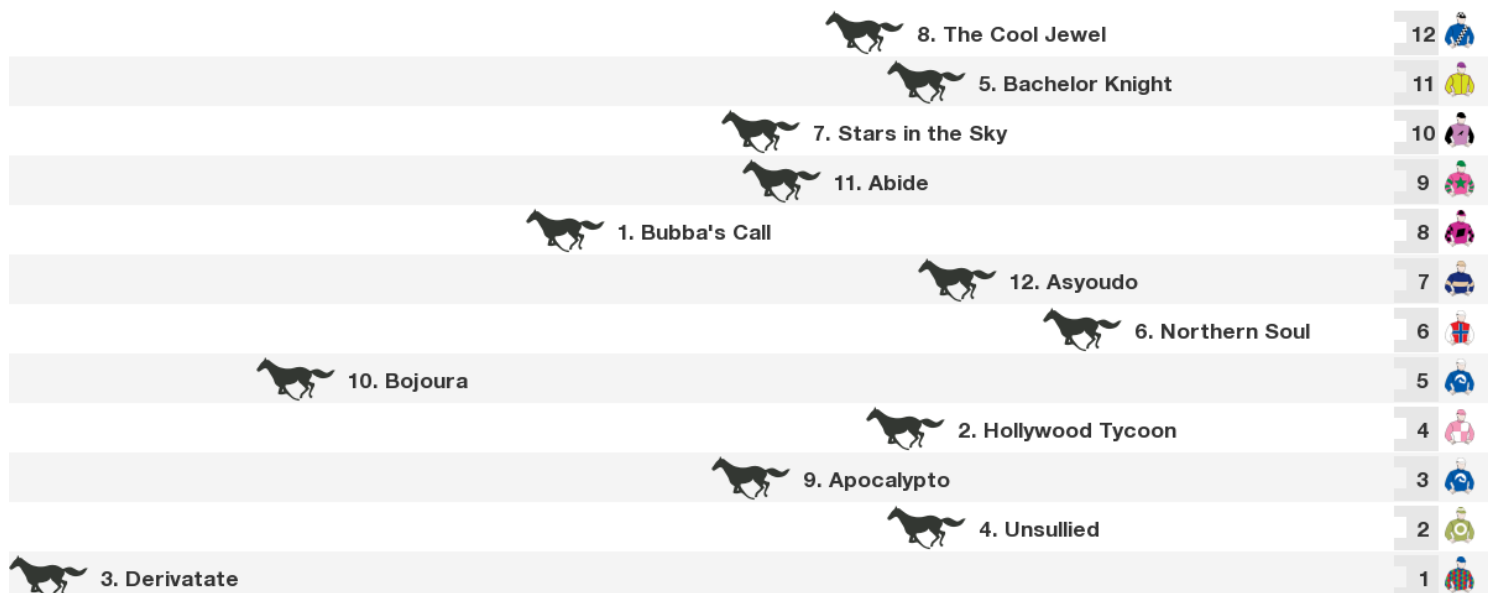 8. The Cool Jewel 12
5. Bachelor Knight 11
7. Stars in the Sky 10
11. Abide 9
1. Bubba's Call 8
12. Asyoudo 7
6. Northern Soul 6
10. Bojoura 5
2. Hollywood Tycoon 4
9. Apocalypto 3
4. Unsullied 2
3. Derivatate 1